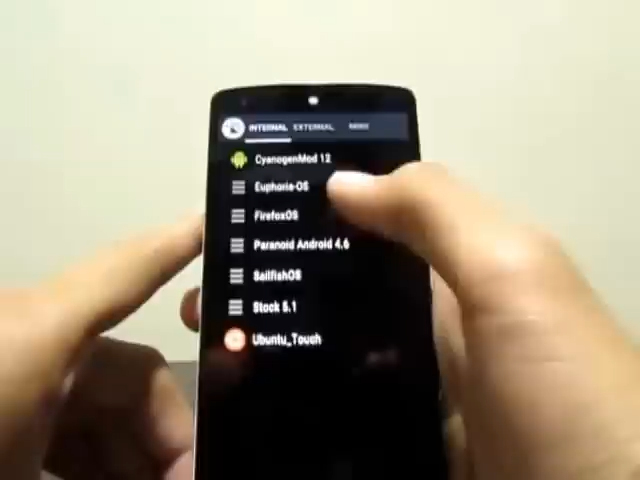 INTERNAL EXTERNAL
CyanogenMod 12
Euphoria-OS
FirefoxOS
Paranoid Android 4.6
SailfishOS
Stock 5.1
Ubuntu_Touch